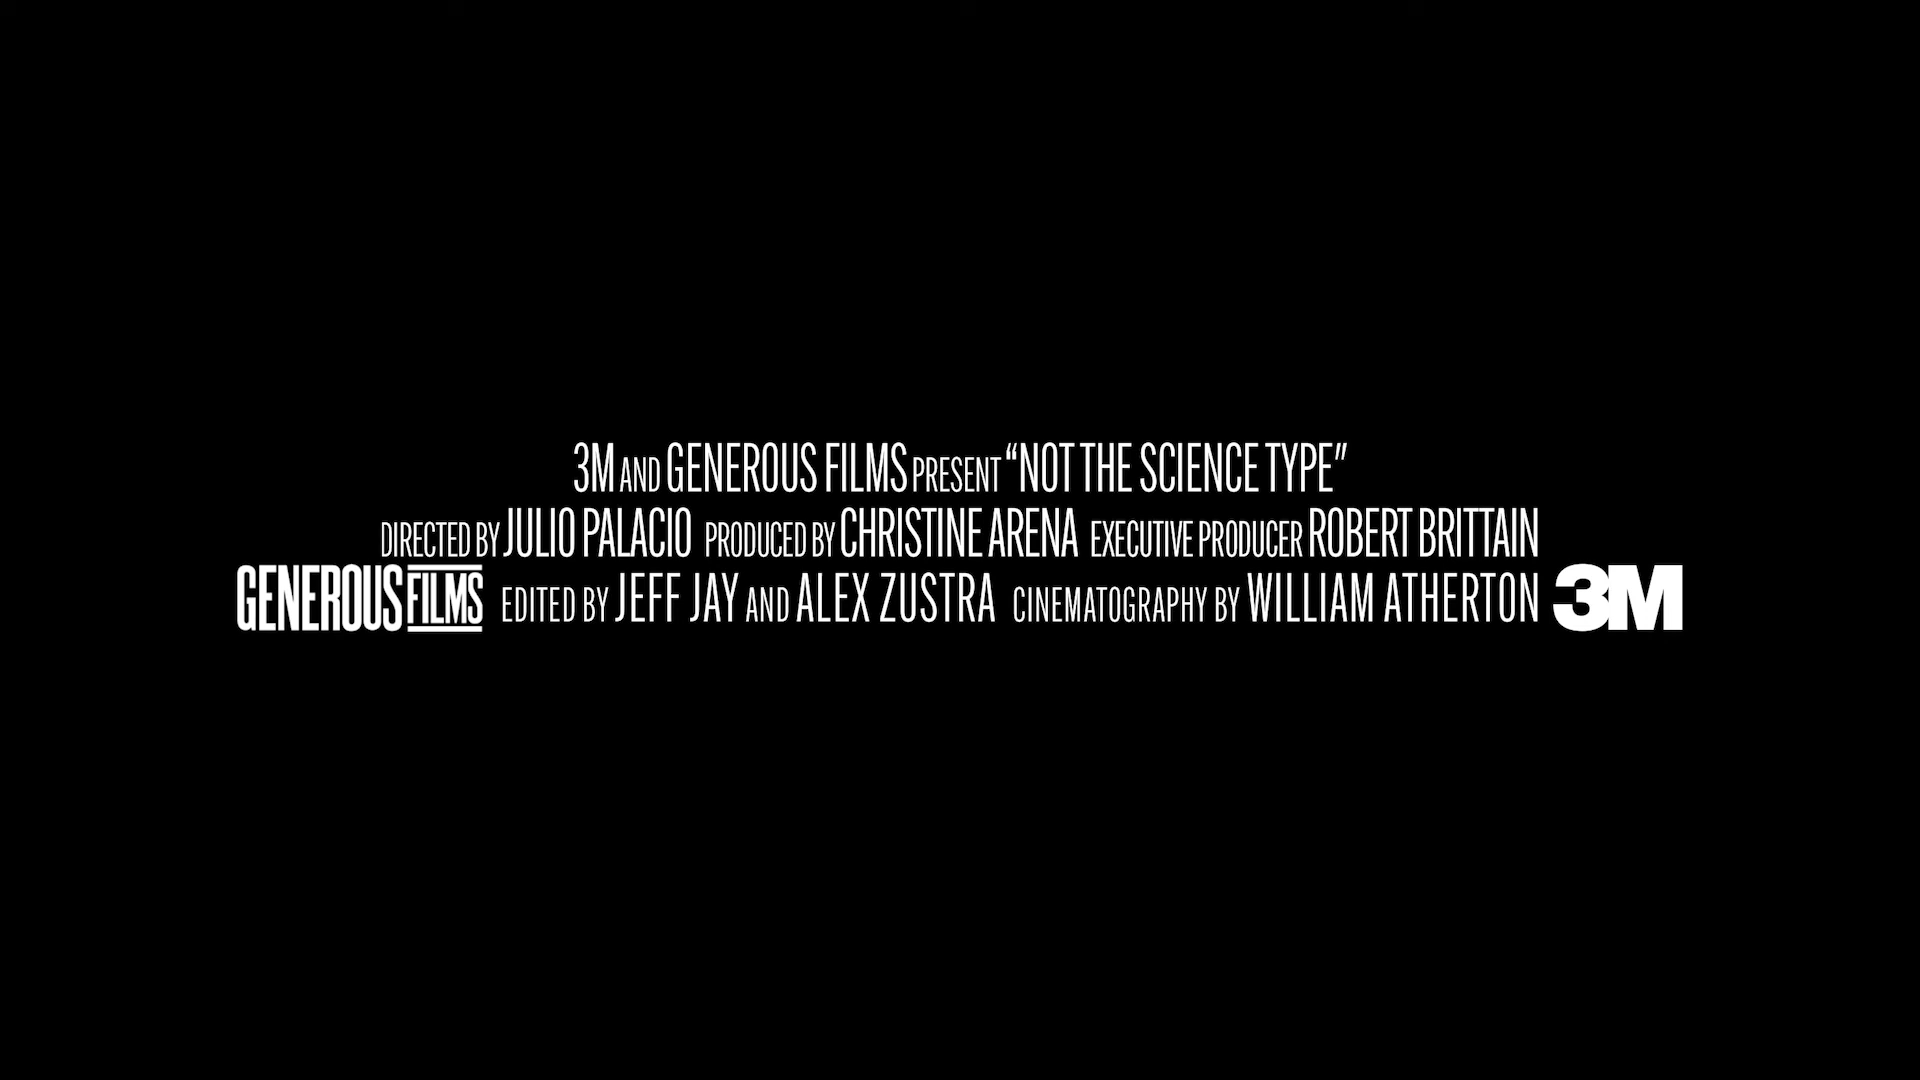 3M AND GENEROUS FILMS PRESENT “NOT THE SCIENCE TYPE”
DIRECTED BY JULIO PALACIO PRODUCED BY CHRISTINE ARENA EXECUTIVE PRODUCER ROBERT BRITTAIN
GENEROUS FILMS EDITED BY JEFF JAY AND ALEX ZUSTRA CINEMATOGRAPHY BY WILLIAM ATHERTON 3M